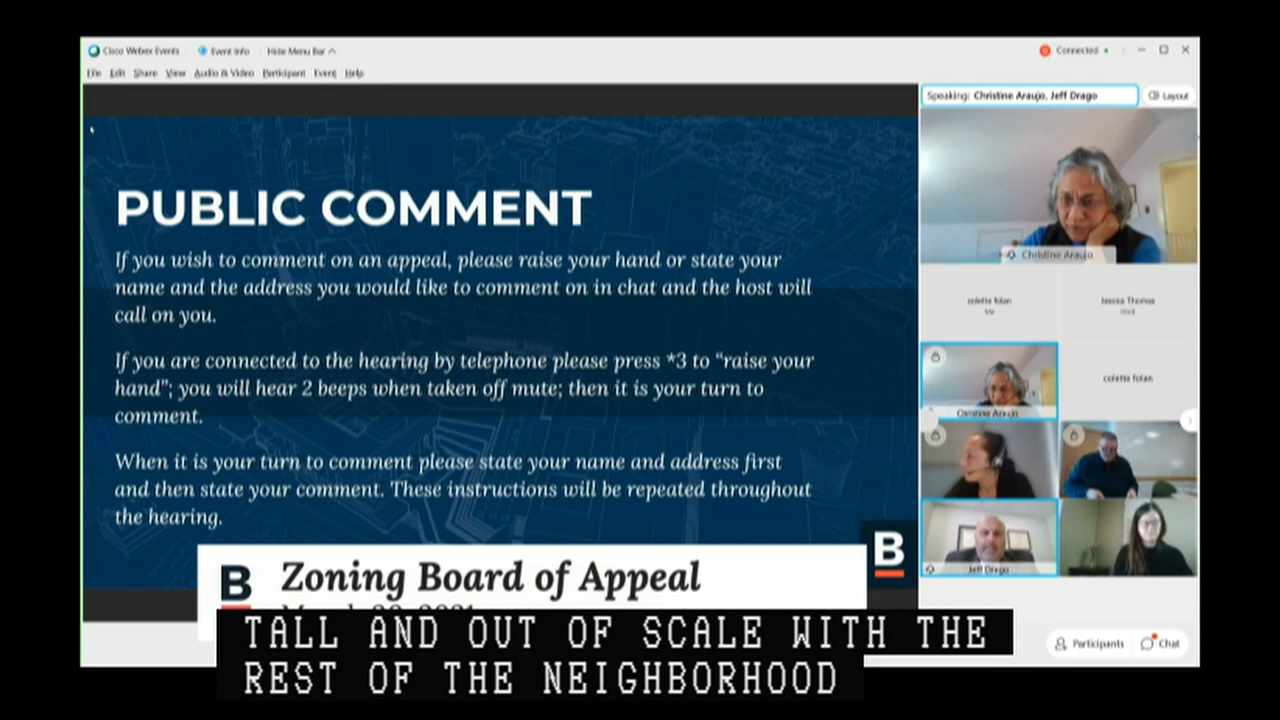 Cisco Webex Events Event Info Hide Menu Bar
Connected
File Edit Share View Audio & Video Participant Event Help
Speaking: Christine Araujo, Jeff Drago
Layout
PUBLIC COMMENT
If you wish to comment on an appeal, please raise your hand or state your
name and the address you would like to comment on in chat and the host will
call on you.
If you are connected to the hearing by telephone please press *3 to “raise your
hand”; you will hear 2 beeps when taken off mute; then it is your turn to
comment.
When it is your turn to comment please state your name and address first
and then state your comment. These instructions will be repeated throughout
the hearing.
B
Christine Araujo
colette folan
Me
Jessica Thomas
Host
Christine Araujo
colette folan
Jeff Drago
B
Zoning Board of Appeal
TALL AND OUT OF SCALE WITH THE
REST OF THE NEIGHBORHOOD
Participants
Chat